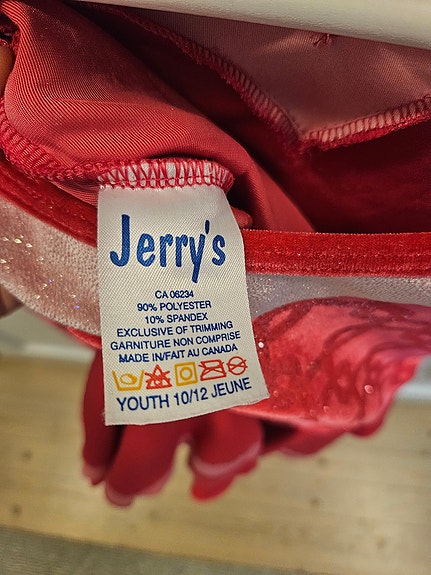 Jerry's
CA 06234
90% POLYESTER
10% SPANDEX
EXCLUSIVE OF TRIMMING
GARNITURE NON COMPRISE
MADE IN/FAIT AU CANADA
YOUTH 10/12 JEUNE